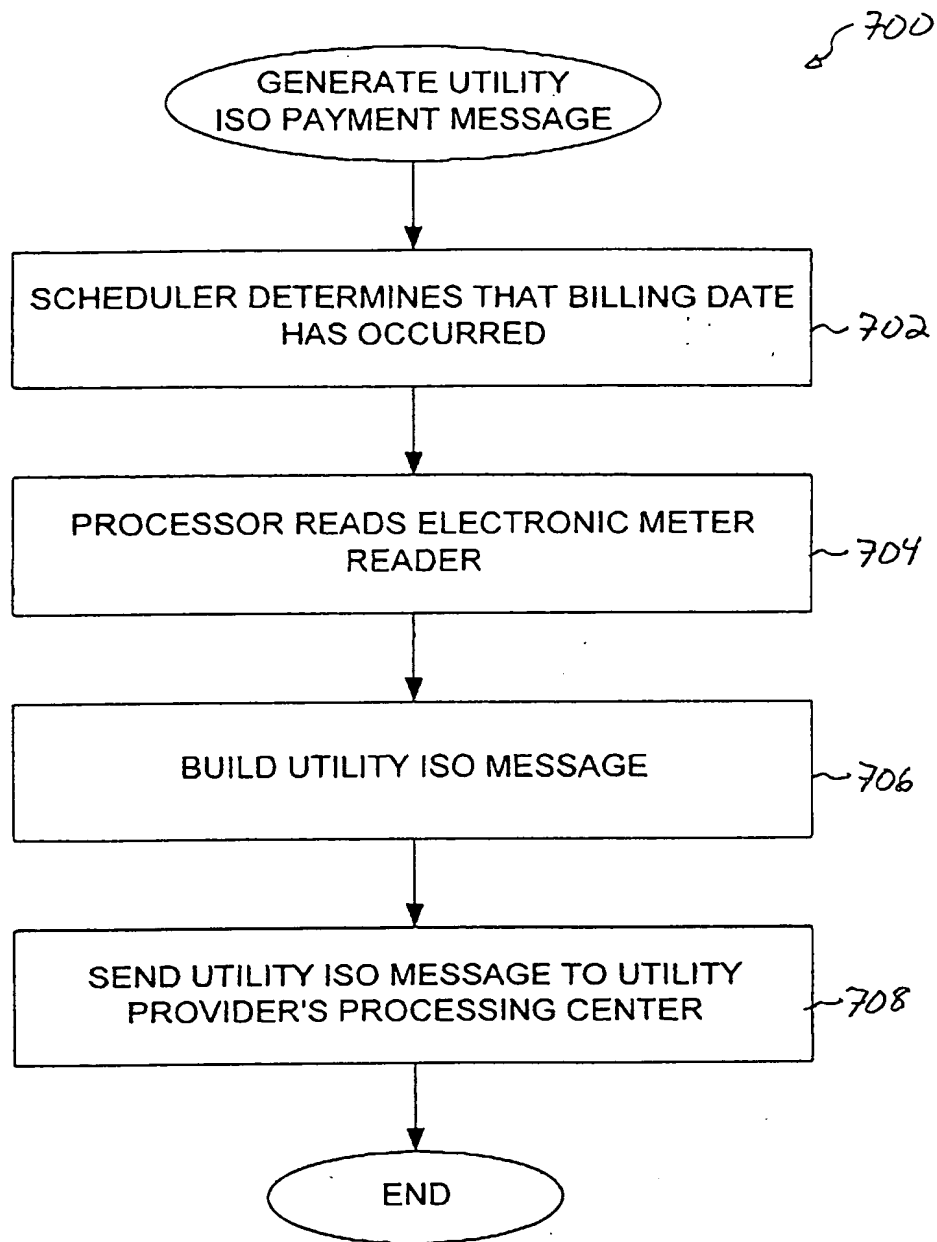 700
GENERATE UTILITY
ISO PAYMENT MESSAGE
SCHEDULER DETERMINES THAT BILLING DATE
HAS OCCURRED
702
PROCESSOR READS ELECTRONIC METER
READER
704
BUILD UTILITY ISO MESSAGE
706
SEND UTILITY ISO MESSAGE TO UTILITY
PROVIDER'S PROCESSING CENTER
708
END